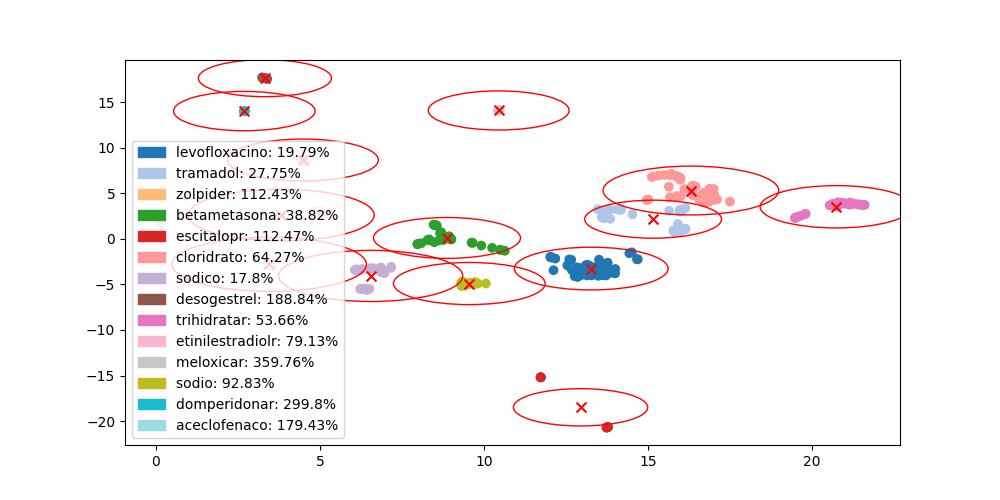 15
10
5
0
−5
−10
−15
−20
levofloxacino: 19.79%
tramadol: 27.75%
zolpider: 112.43%
betametasona: 38.82%
escitalopr: 112.47%
cloridrato: 64.27%
sodico: 17.8%
desogestrel: 188.84%
trihidratar: 53.66%
etinilestradiolr: 79.13%
meloxicar: 359.76%
sodio: 92.83%
domperidonar: 299.8%
aceclofenaco: 179.43%
0 5 10 15 20